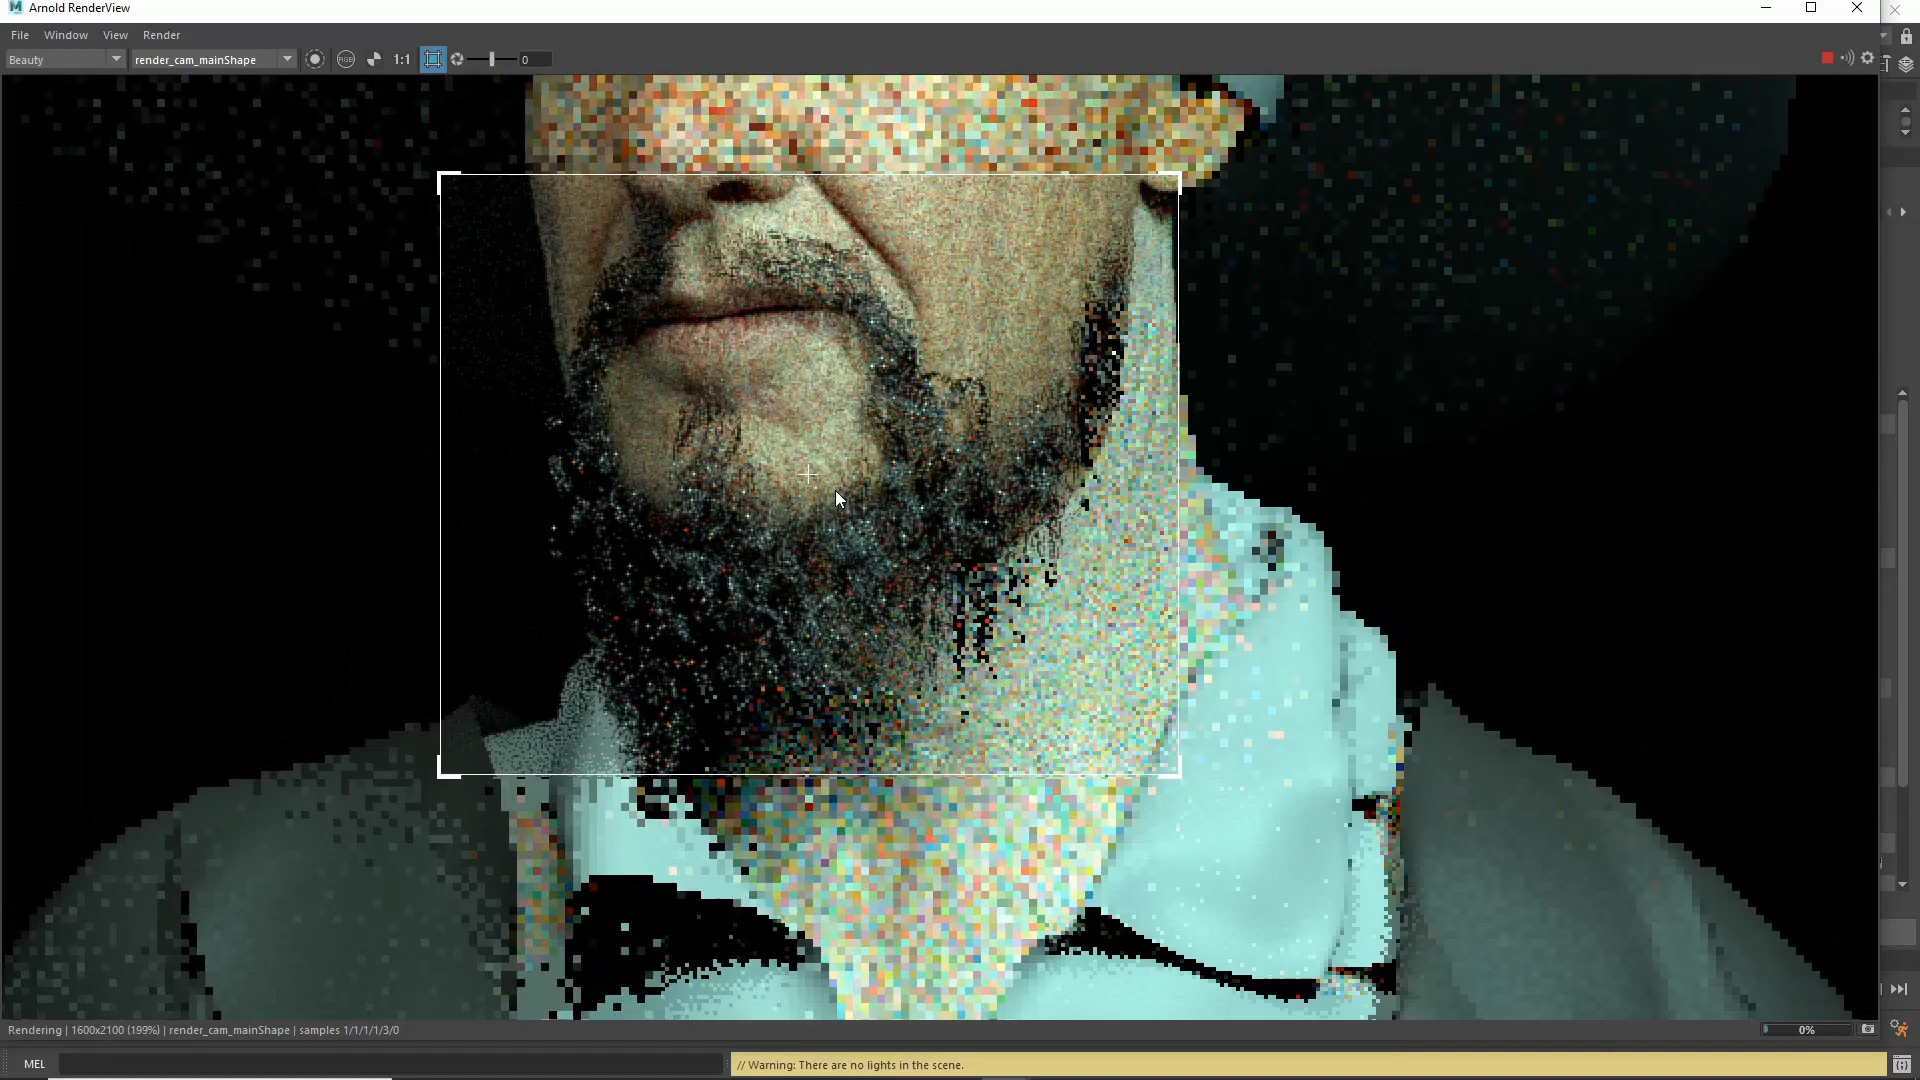 Arnold RenderView
File Window View Render
Beauty render_cam_mainShape RGB 1:1 0
Rendering | 1600x2100 (199%) | render_cam_mainShape | samples 1/1/1/1/3/0 0%
MEL // Warning: There are no lights in the scene.